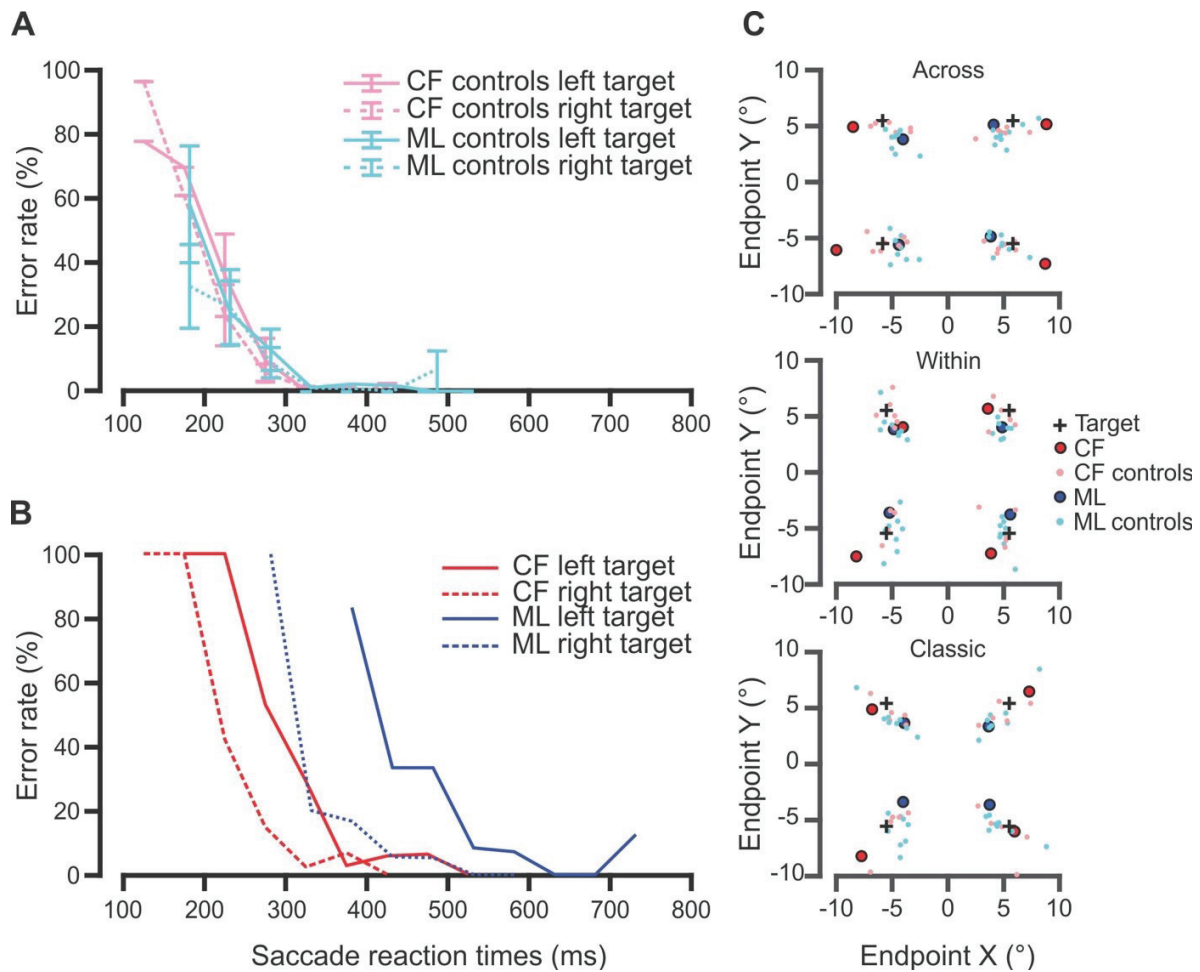 A
Error rate (%)
100
80
60
40
20
0
100 200 300 400 500 600 700 800
CF controls left target
CF controls right target
ML controls left target
ML controls right target
B
Error rate (%)
100
80
60
40
20
0
100 200 300 400 500 600 700 800
CF left target
CF right target
ML left target
ML right target
Saccade reaction times (ms)
C
Across
Endpoint Y (°)
10
5
0
-5
-10
-10 -5 0 5 10
Within
Endpoint Y (°)
10
5
0
-5
-10
-10 -5 0 5 10
Target
CF
CF controls
ML
ML controls
Classic
Endpoint Y (°)
10
5
0
-5
-10
-10 -5 0 5 10
Endpoint X (°)